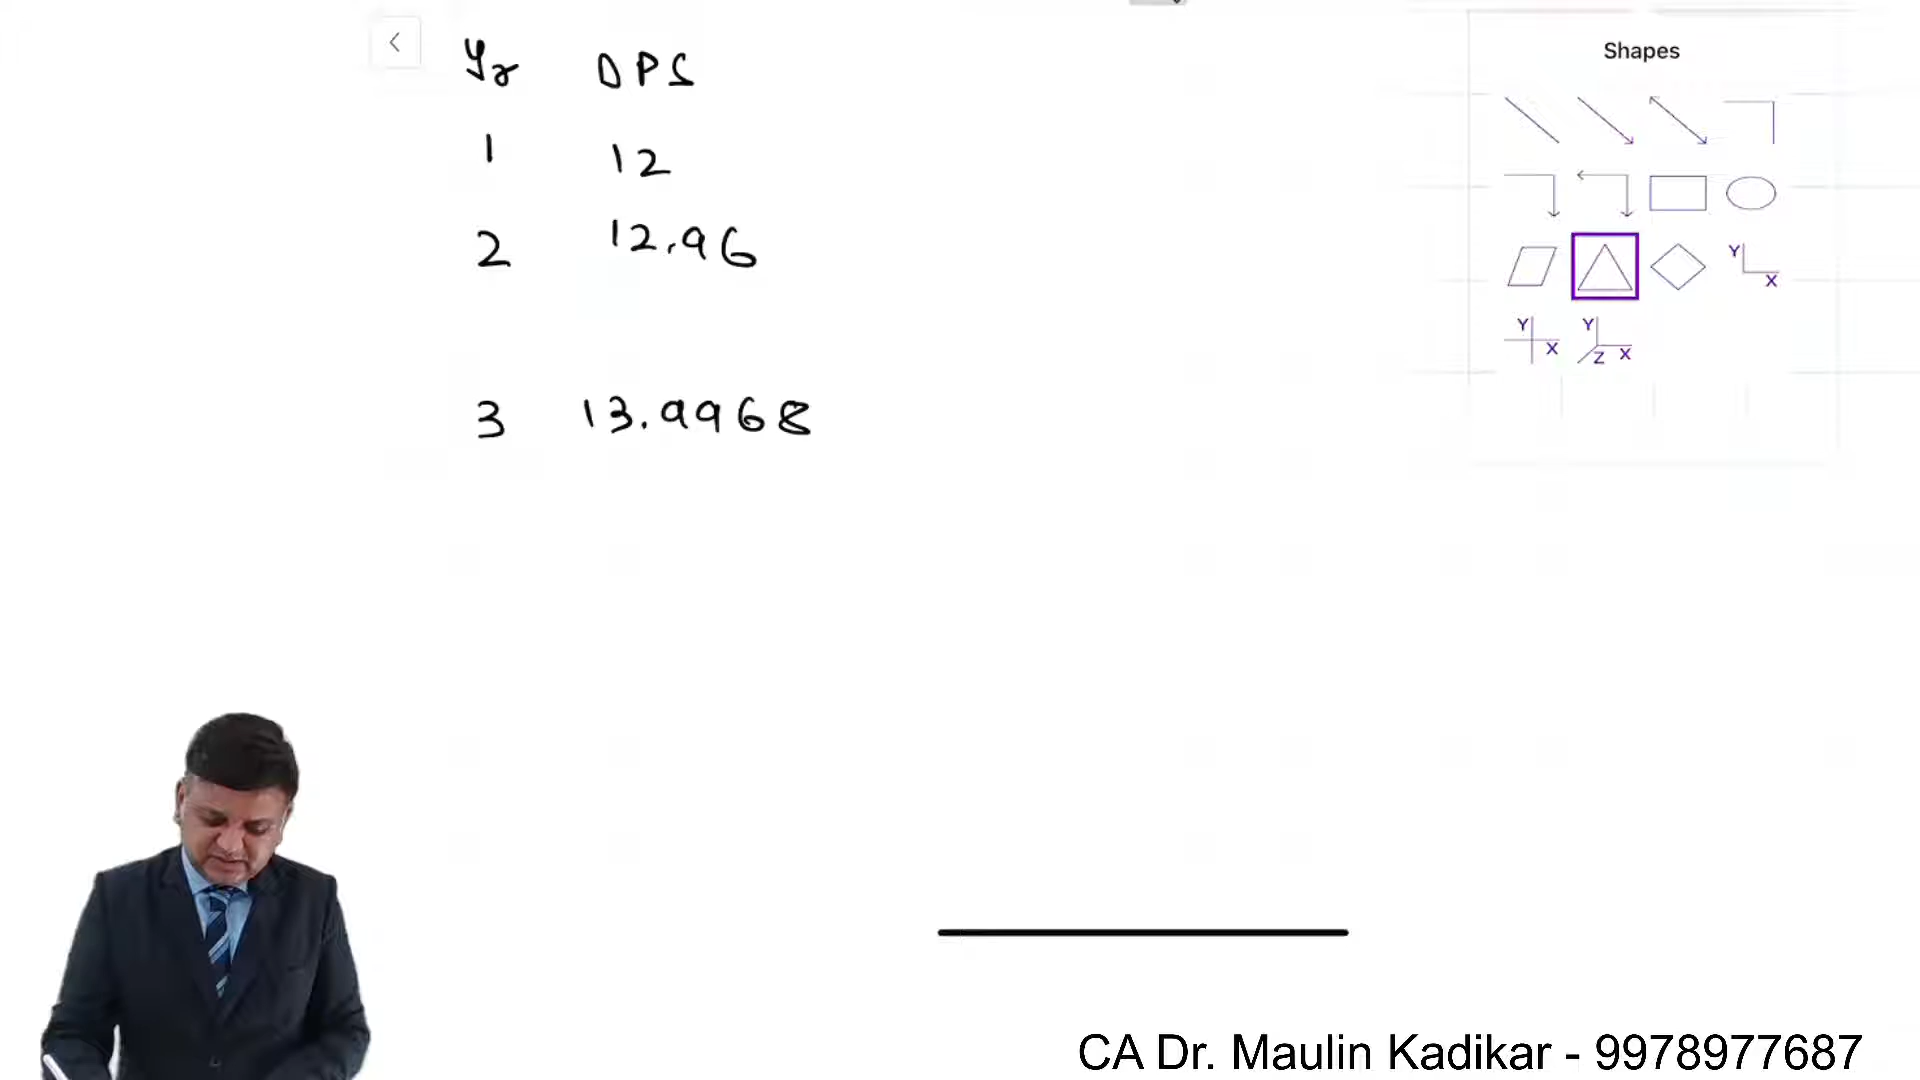 Yr DPS
1 12
2 12.96
3 13.9968
Shapes
Y X
Y X
Y Z X
CA Dr. Maulin Kadikar - 9978977687